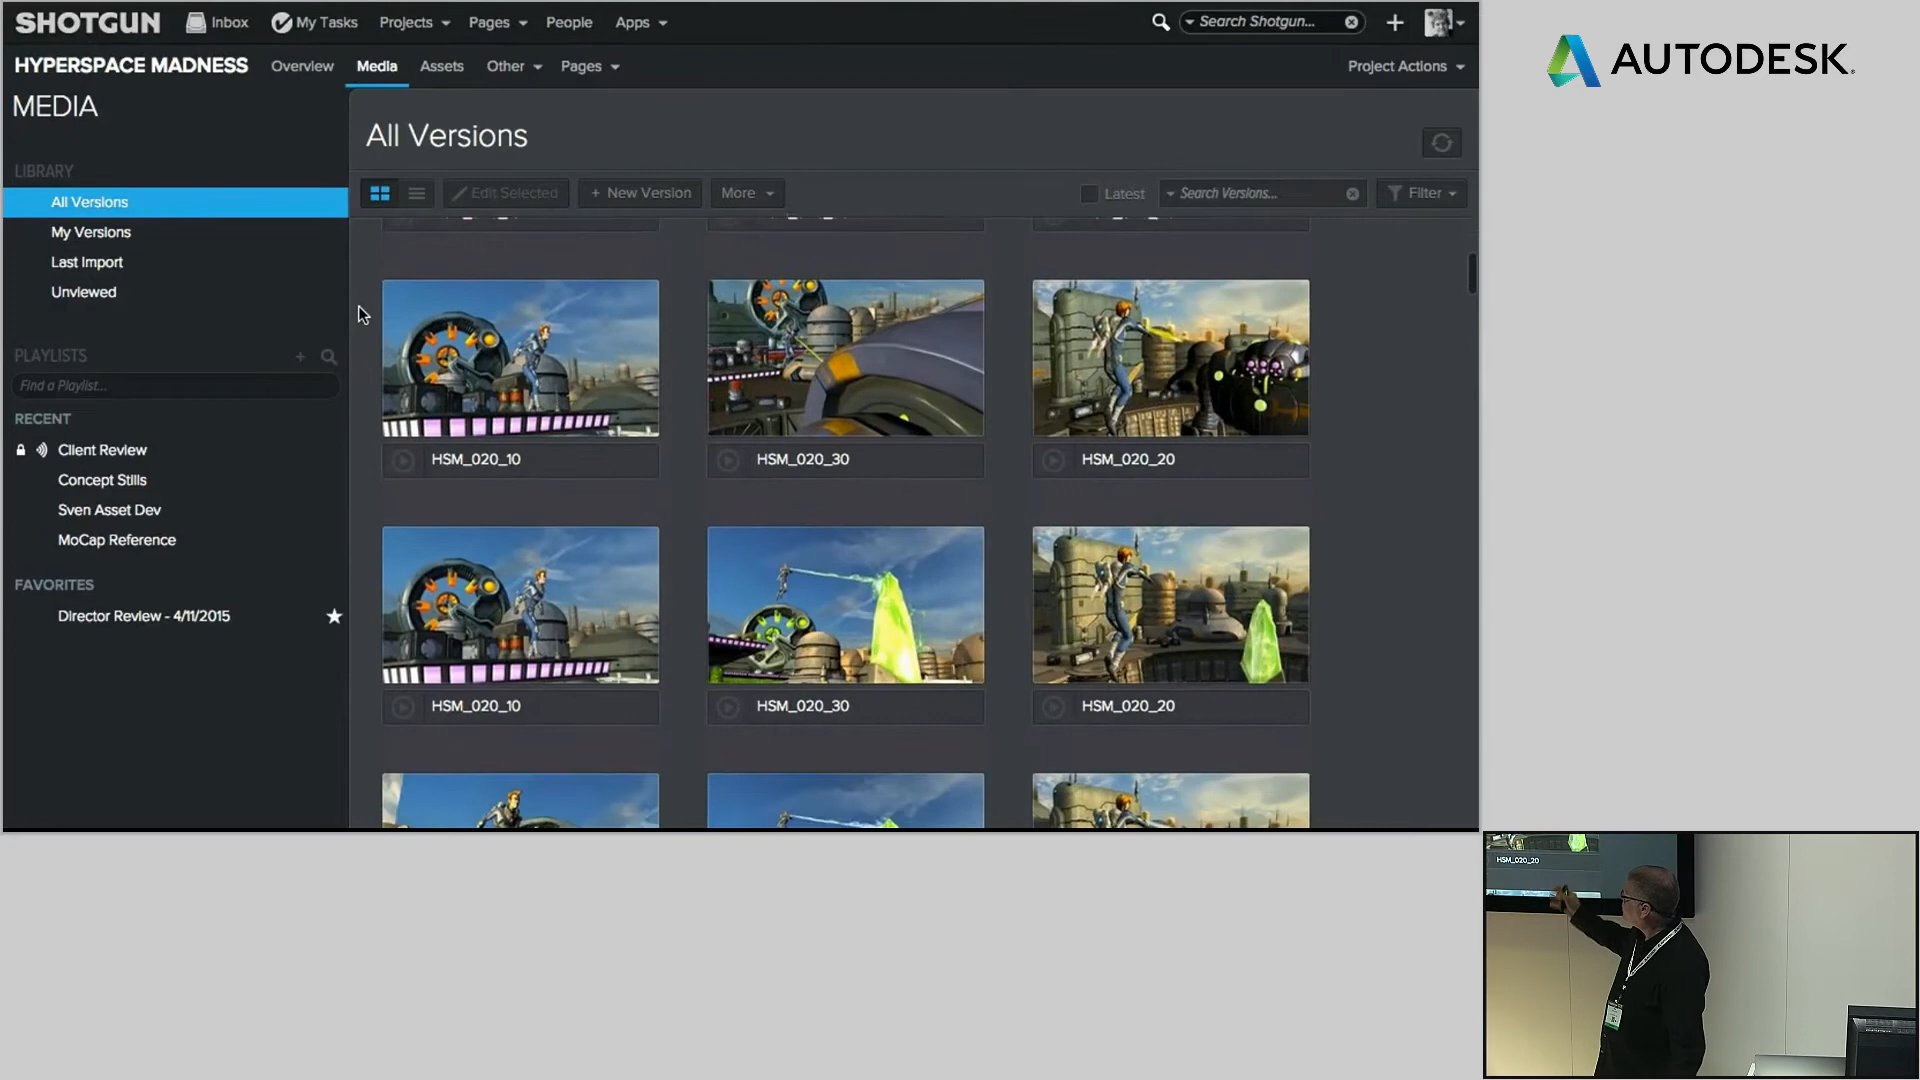 SHOTGUN Inbox My Tasks Projects Pages People Apps Search Shotgun...
AUTODESK.
HYPERSPACE MADNESS Overview Media Assets Other Pages Project Actions
MEDIA
All Versions
LIBRARY
All Versions
My Versions
Last Import
Unviewed
Edit Selected + New Version More Latest Search Versions... Filter
PLAYLISTS
Find a Playlist...
RECENT
Client Review
Concept Stills
Sven Asset Dev
MoCap Reference
FAVORITES
Director Review - 4/11/2015
HSM_020_10 HSM_020_30 HSM_020_20
HSM_020_10 HSM_020_30 HSM_020_20
HSM_020_20